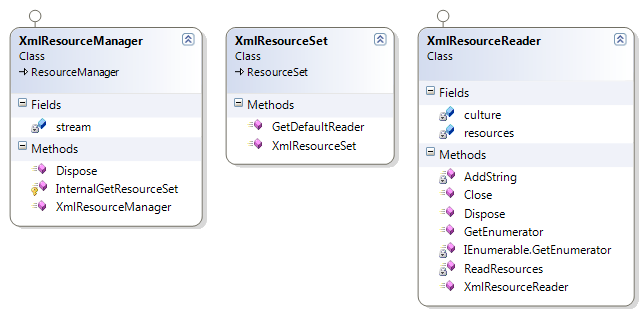 XmlResourceManager
Class
ResourceManager
Fields
stream
Methods
Dispose
InternalGetResourceSet
XmlResourceManager
XmlResourceSet
Class
ResourceSet
Methods
GetDefaultReader
XmlResourceSet
XmlResourceReader
Class
Fields
culture
resources
Methods
AddString
Close
Dispose
GetEnumerator
IEnumerable.GetEnumerator
ReadResources
XmlResourceReader